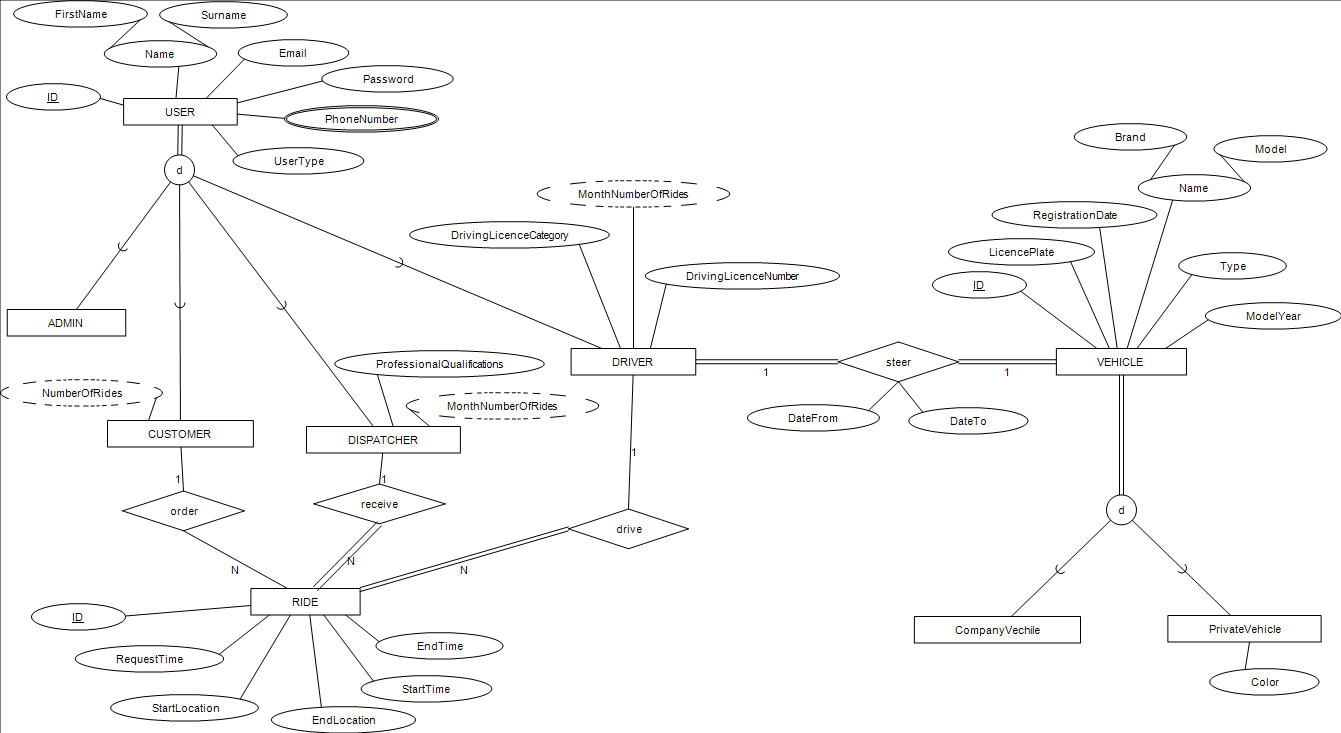 FirstName
Surname
Name
Email
Password
ID
USER
PhoneNumber
UserType
d
Brand
Model
Name
MonthNumberOfRides
RegistrationDate
DrivingLicenceCategory
LicencePlate
Type
DrivingLicenceNumber
ID
ModelYear
ADMIN
DRIVER
steer
VEHICLE
1
1
ProfessionalQualifications
NumberOfRides
MonthNumberOfRides
DateFrom
DateTo
CUSTOMER
DISPATCHER
1
1
1
order
receive
drive
d
N
N
N
RIDE
ID
CompanyVechile
PrivateVehicle
EndTime
RequestTime
StartTime
Color
StartLocation
EndLocation